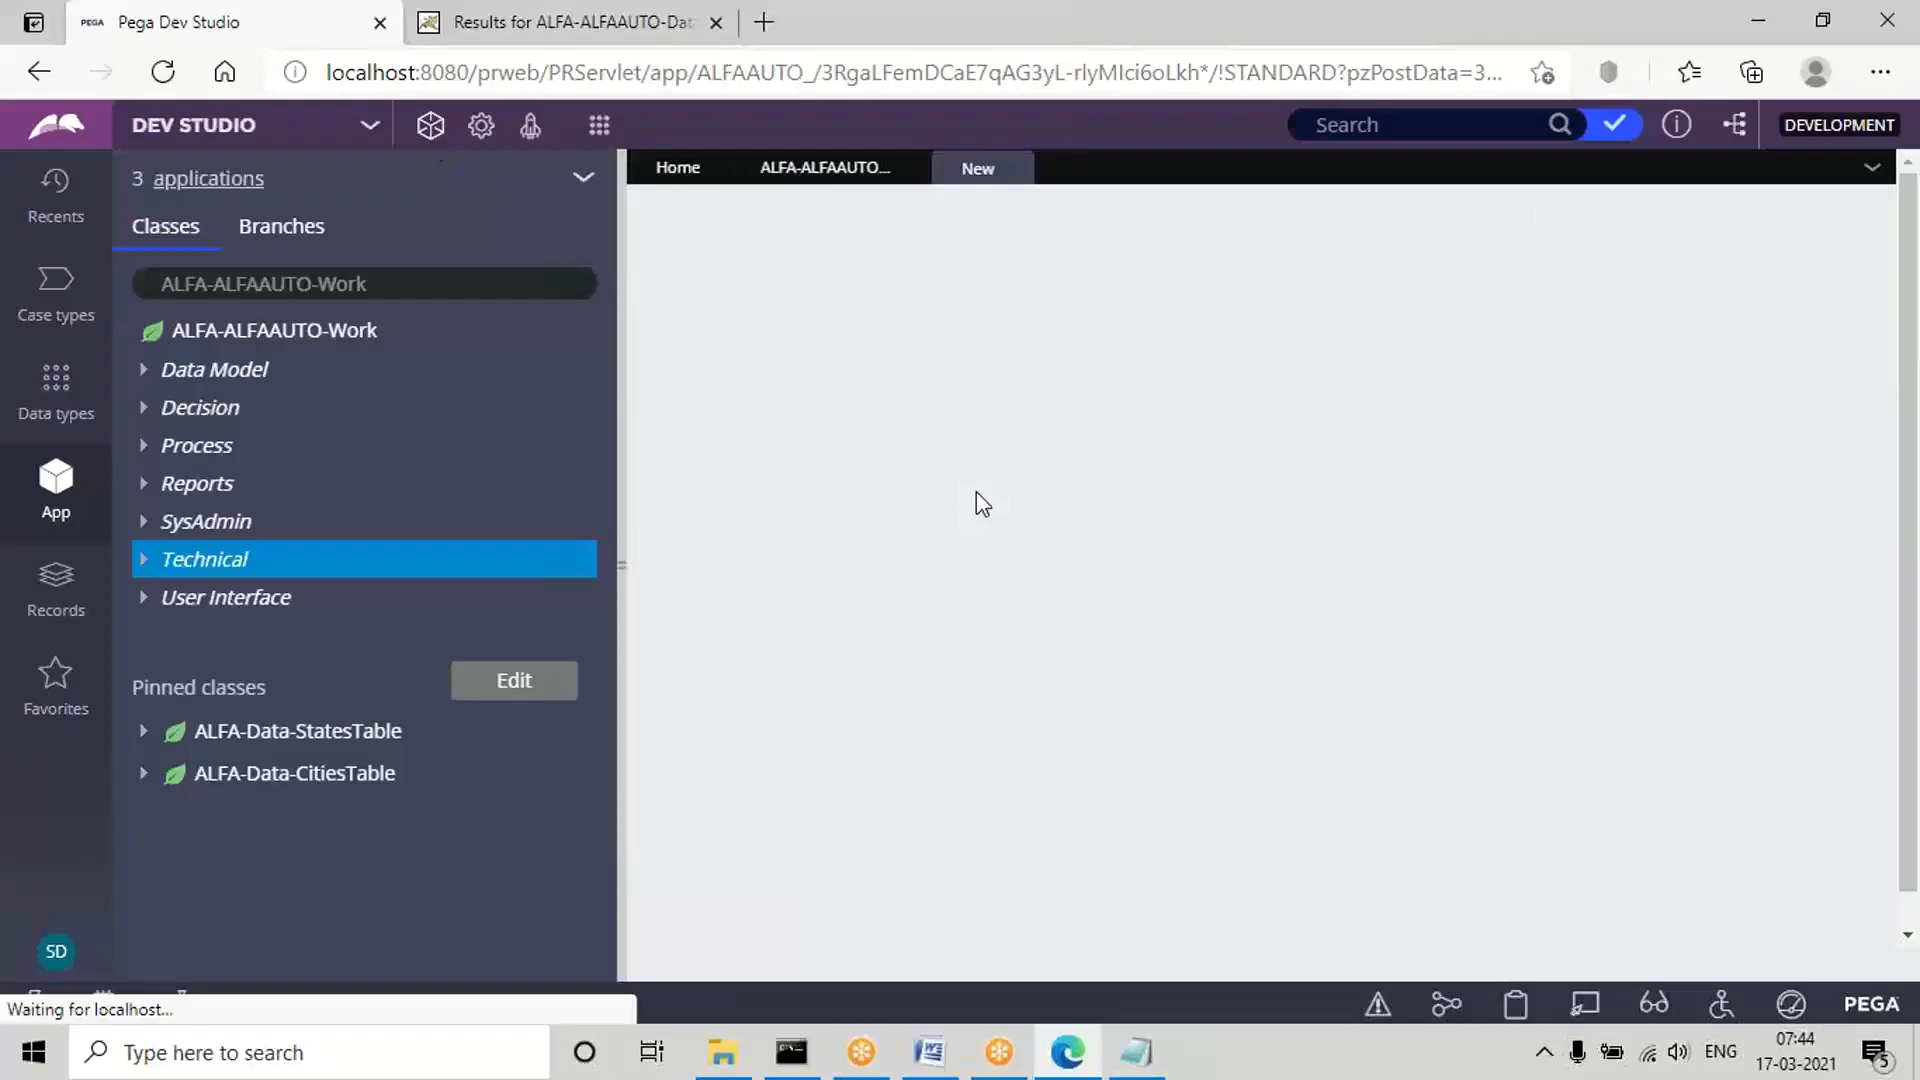 PEGA Pega Dev Studio
Results for ALFA-ALFAAUTO-Dat
localhost:8080/prweb/PRServlet/app/ALFAAUTO_/3RgaLFemDCaE7qAG3yL-rlyMIci6oLkh*/!STANDARD?pzPostData=3...
DEV STUDIO
Search
DEVELOPMENT
Recents
Case types
Data types
App
Records
Favorites
SD
3 applications
Classes Branches
ALFA-ALFAAUTO-Work
ALFA-ALFAAUTO-Work
Data Model
Decision
Process
Reports
SysAdmin
Technical
User Interface
Pinned classes Edit
ALFA-Data-StatesTable
ALFA-Data-CitiesTable
Home ALFA-ALFAAUTO... New
Waiting for localhost...
PEGA
Type here to search
ENG
07:44
17-03-2021
5